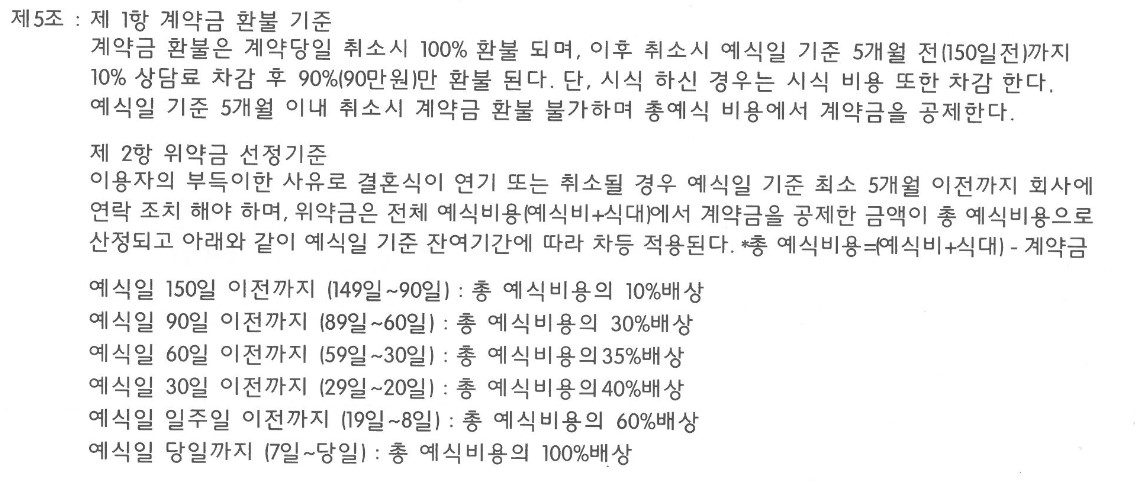 제5조 : 제 1항 계약금 환불 기준
계약금 환불은 계약당일 취소시 100% 환불 되며, 이후 취소시 예식일 기준 5개월 전(150일전)까지
10% 상담료 차감 후 90%(90만원)만 환불 된다. 단, 시식 하신 경우는 시식 비용 또한 차감 한다.
예식일 기준 5개월 이내 취소시 계약금 환불 불가하며 총예식 비용에서 계약금을 공제한다.
제 2항 위약금 선정기준
이용자의 부득이한 사유로 결혼식이 연기 또는 취소될 경우 예식일 기준 최소 5개월 이전까지 회사에
연락 조치 해야 하며, 위약금은 전체 예식비용(예식비+식대)에서 계약금을 공제한 금액이 총 예식비용으로
산정되고 아래와 같이 예식일 기준 잔여기간에 따라 차등 적용된다. *총 예식비용=(예식비+식대) - 계약금
예식일 150일 이전까지 (149일~90일) : 총 예식비용의 10%배상
예식일 90일 이전까지 (89일~60일) : 총 예식비용의 30%배상
예식일 60일 이전까지 (59일~30일) : 총 예식비용의35%배상
예식일 30일 이전까지 (29일~20일) : 총 예식비용의40%배상
예식일 일주일 이전까지 (19일~8일) : 총 예식비용의 60%배상
예식일 당일까지 (7일~당일) : 총 예식비용의 100%배상